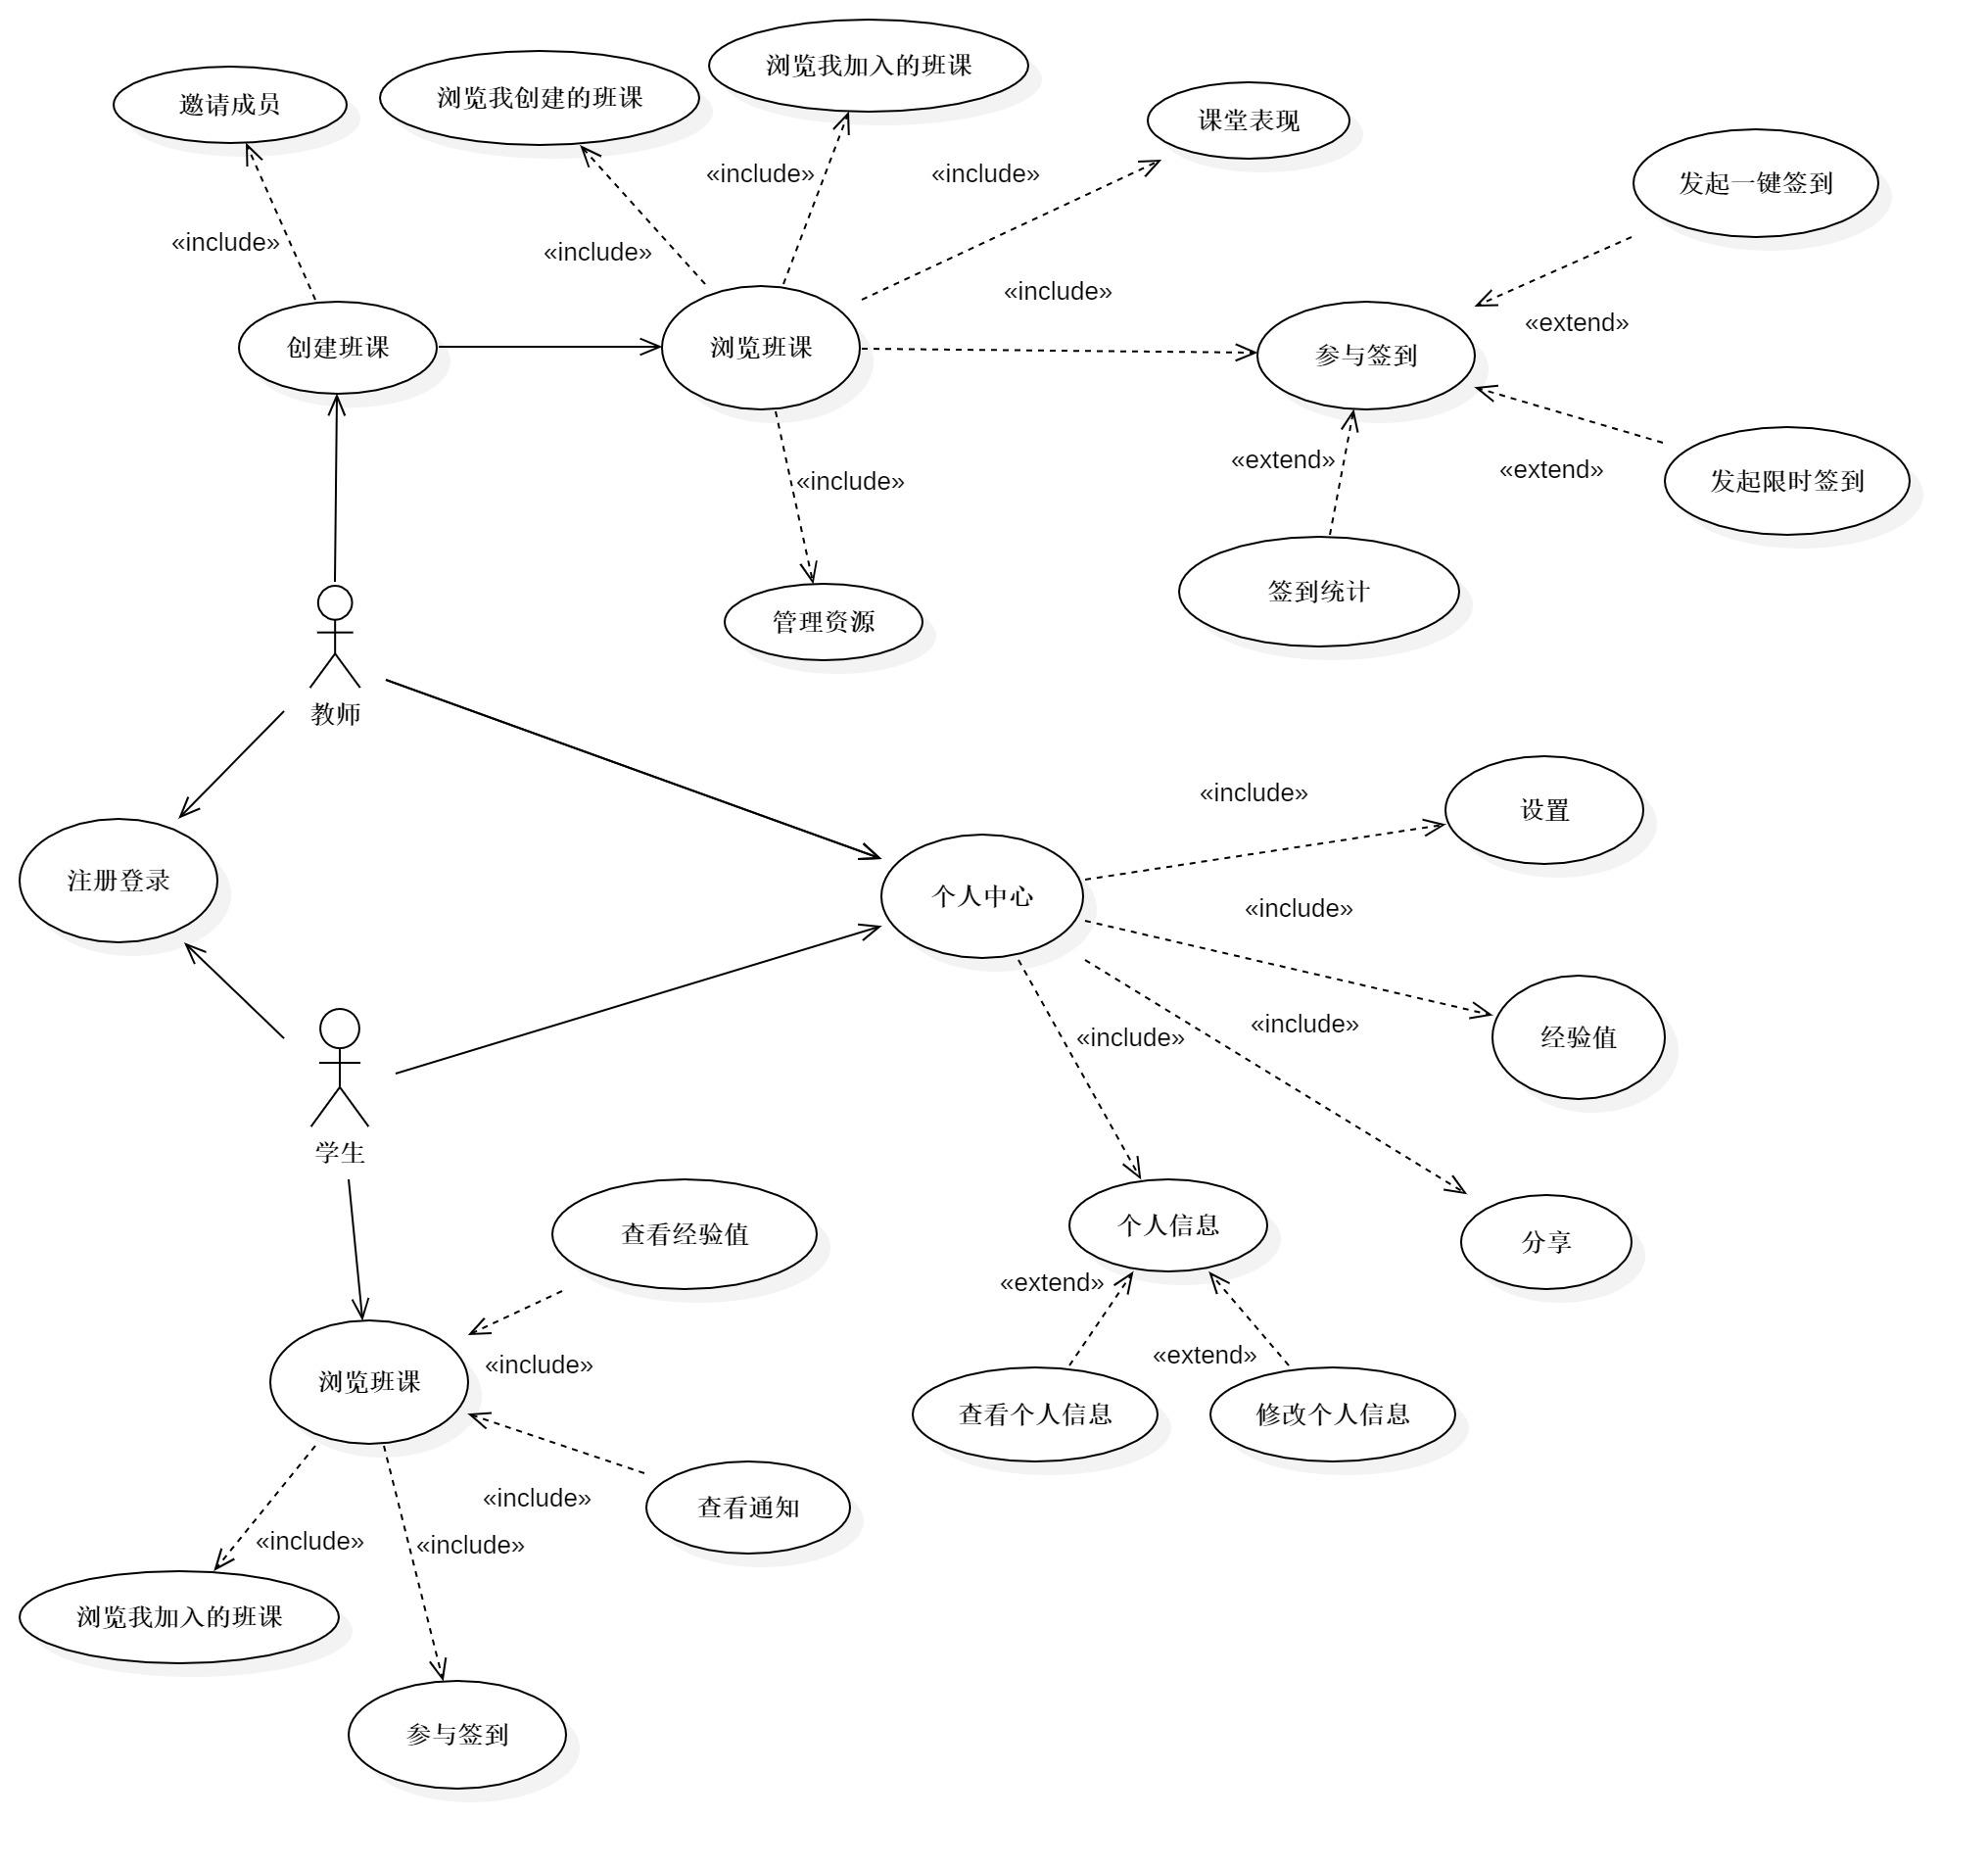 浏览我加入的班课
浏览我创建的班课
邀请成员
课堂表现
«include»
«include»
发起一键签到
«include»
«include»
«include»
«extend»
创建班课
浏览班课
参与签到
«extend»
«extend»
«include»
发起限时签到
签到统计
管理资源
教师
«include»
设置
注册登录
个人中心
«include»
«include»
«include»
经验值
学生
查看经验值
个人信息
分享
«extend»
«include»
«extend»
浏览班课
查看个人信息
修改个人信息
«include»
查看通知
«include»
«include»
浏览我加入的班课
参与签到